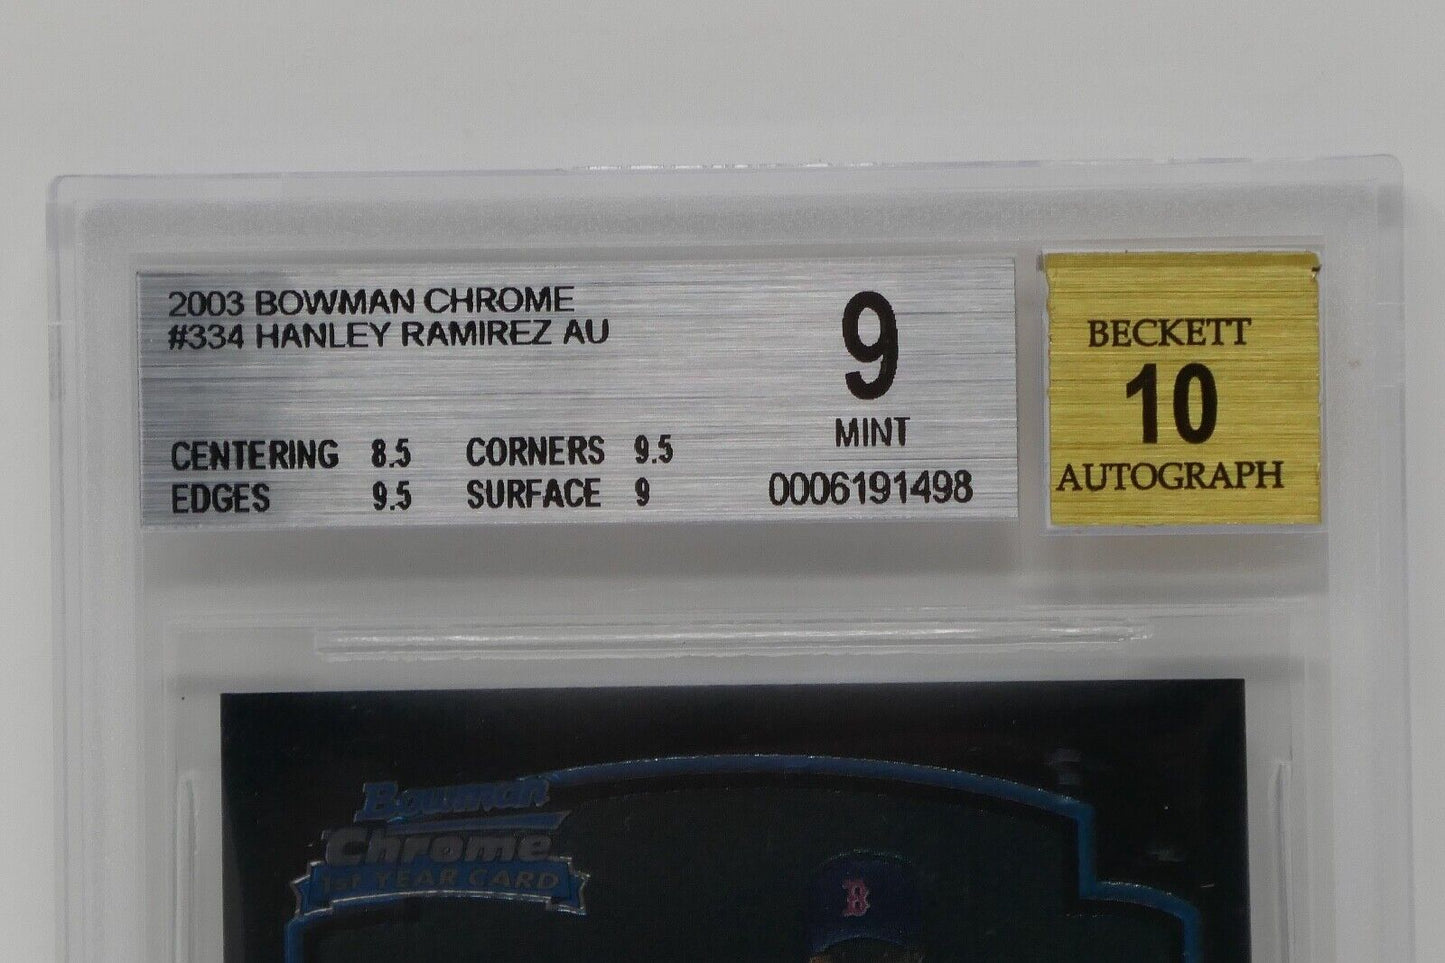 2003 BOWMAN CHROME
#334 HANLEY RAMIREZ AU
CENTERING 8.5 CORNERS 9.5
EDGES 9.5 SURFACE 9
9
MINT
0006191498
BECKETT
10
AUTOGRAPH
Bowman
Chrome
1st YEAR CARD
B